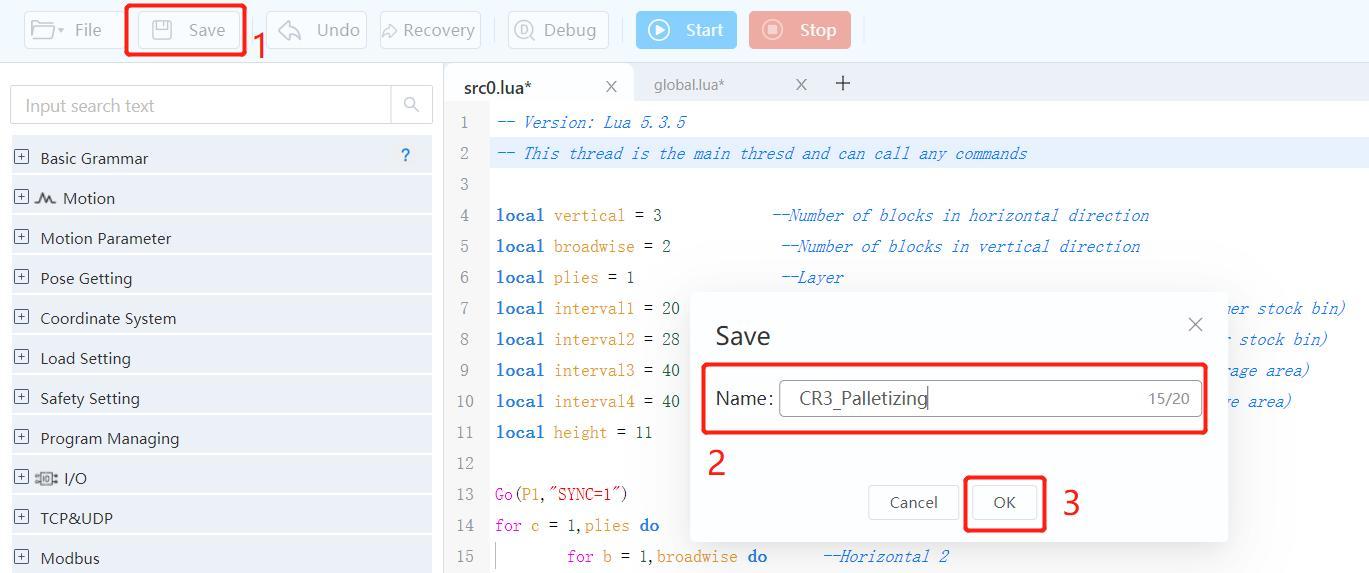 File Save 1 Undo Recovery Debug Start Stop
Input search text
Basic Grammar ?
Motion
Motion Parameter
Pose Getting
Coordinate System
Load Setting
Safety Setting
Program Managing
I/O
TCP&UDP
Modbus
src0.lua* X global.lua* X +
1 -- Version: Lua 5.3.5
2 -- This thread is the main thresd and can call any commands
3
4 local vertical = 3 --Number of blocks in horizontal direction
5 local broadwise = 2 --Number of blocks in vertical direction
6 local plies = 1 --Layer
7 local interval1 = 20 stock bin)
8 local interval2 = 28 stock bin)
9 local interval3 = 40 area)
10 local interval4 = 40 area)
11 local height = 11
12
13 Go(P1,"SYNC=1")
14 for c = 1,plies do
15 for b = 1,broadwise do --Horizontal 2
Save
Name: CR3_Palletizing 15/20
2
Cancel OK 3